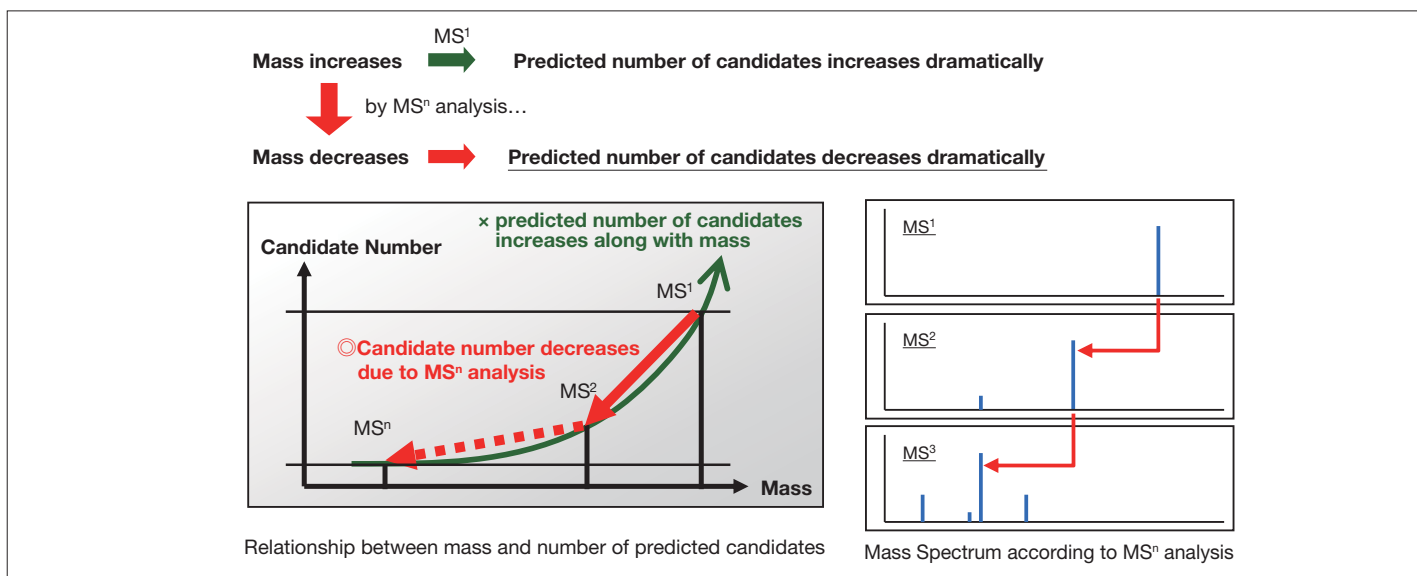 MS¹
Mass increases Predicted number of candidates increases dramatically
by MSⁿ analysis…
Mass decreases Predicted number of candidates decreases dramatically
× predicted number of candidates
increases along with mass
Candidate Number
MS¹
◎Candidate number decreases
due to MSⁿ analysis
MS²
MSⁿ
Mass
Relationship between mass and number of predicted candidates
MS¹
MS²
MS³
Mass Spectrum according to MSⁿ analysis